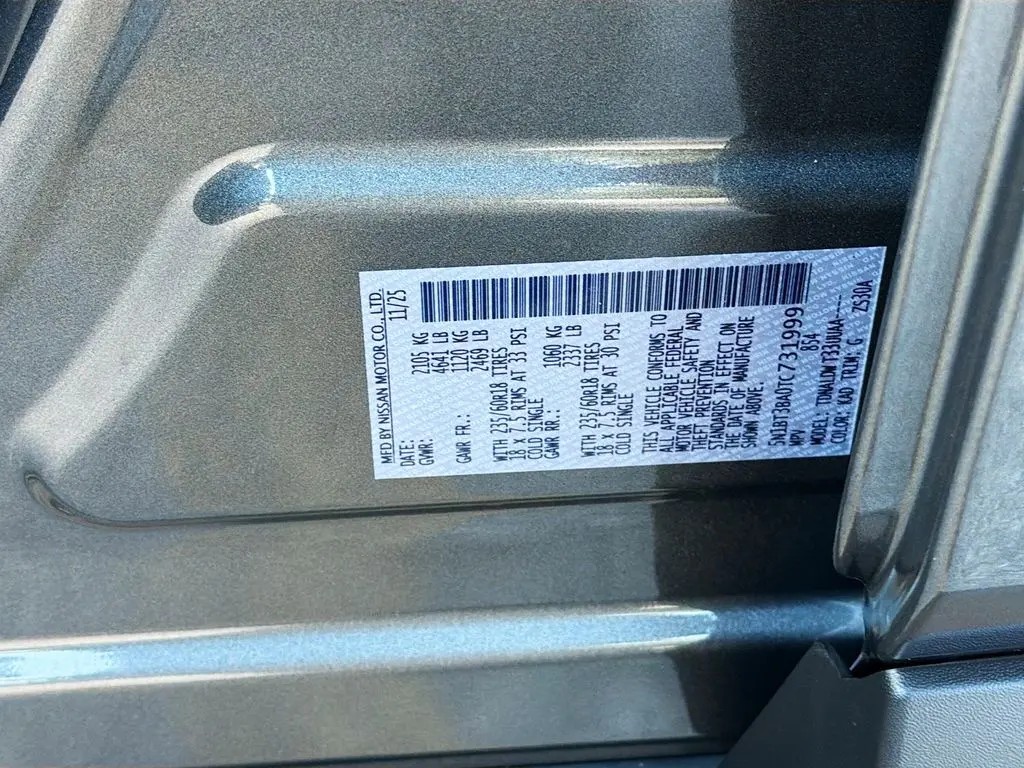 MFD.BY NISSAN MOTOR CO.,LTD.
DATE: 11/25
GVWR: 2105 KG
4641 LB
GAWR FR.: 1120 KG
2469 LB
WITH 235/60R18 TIRES
18 X 7.5 RIMS AT 33 PSI
COLD SINGLE
GAWR RR.: 1060 KG
2337 LB
WITH 235/60R18 TIRES
18 X 7.5 RIMS AT 30 PSI
COLD SINGLE
THIS VEHICLE CONFORMS TO
ALL APPLICABLE FEDERAL
MOTOR VEHICLE SAFETY AND
THEFT PREVENTION
STANDARDS IN EFFECT ON
THE DATE OF MANUFACTURE
SHOWN ABOVE.
5N1BT3BA0TC731999
MPV 854
MODEL:
COLOR: KAD TRIM: G ZS30A